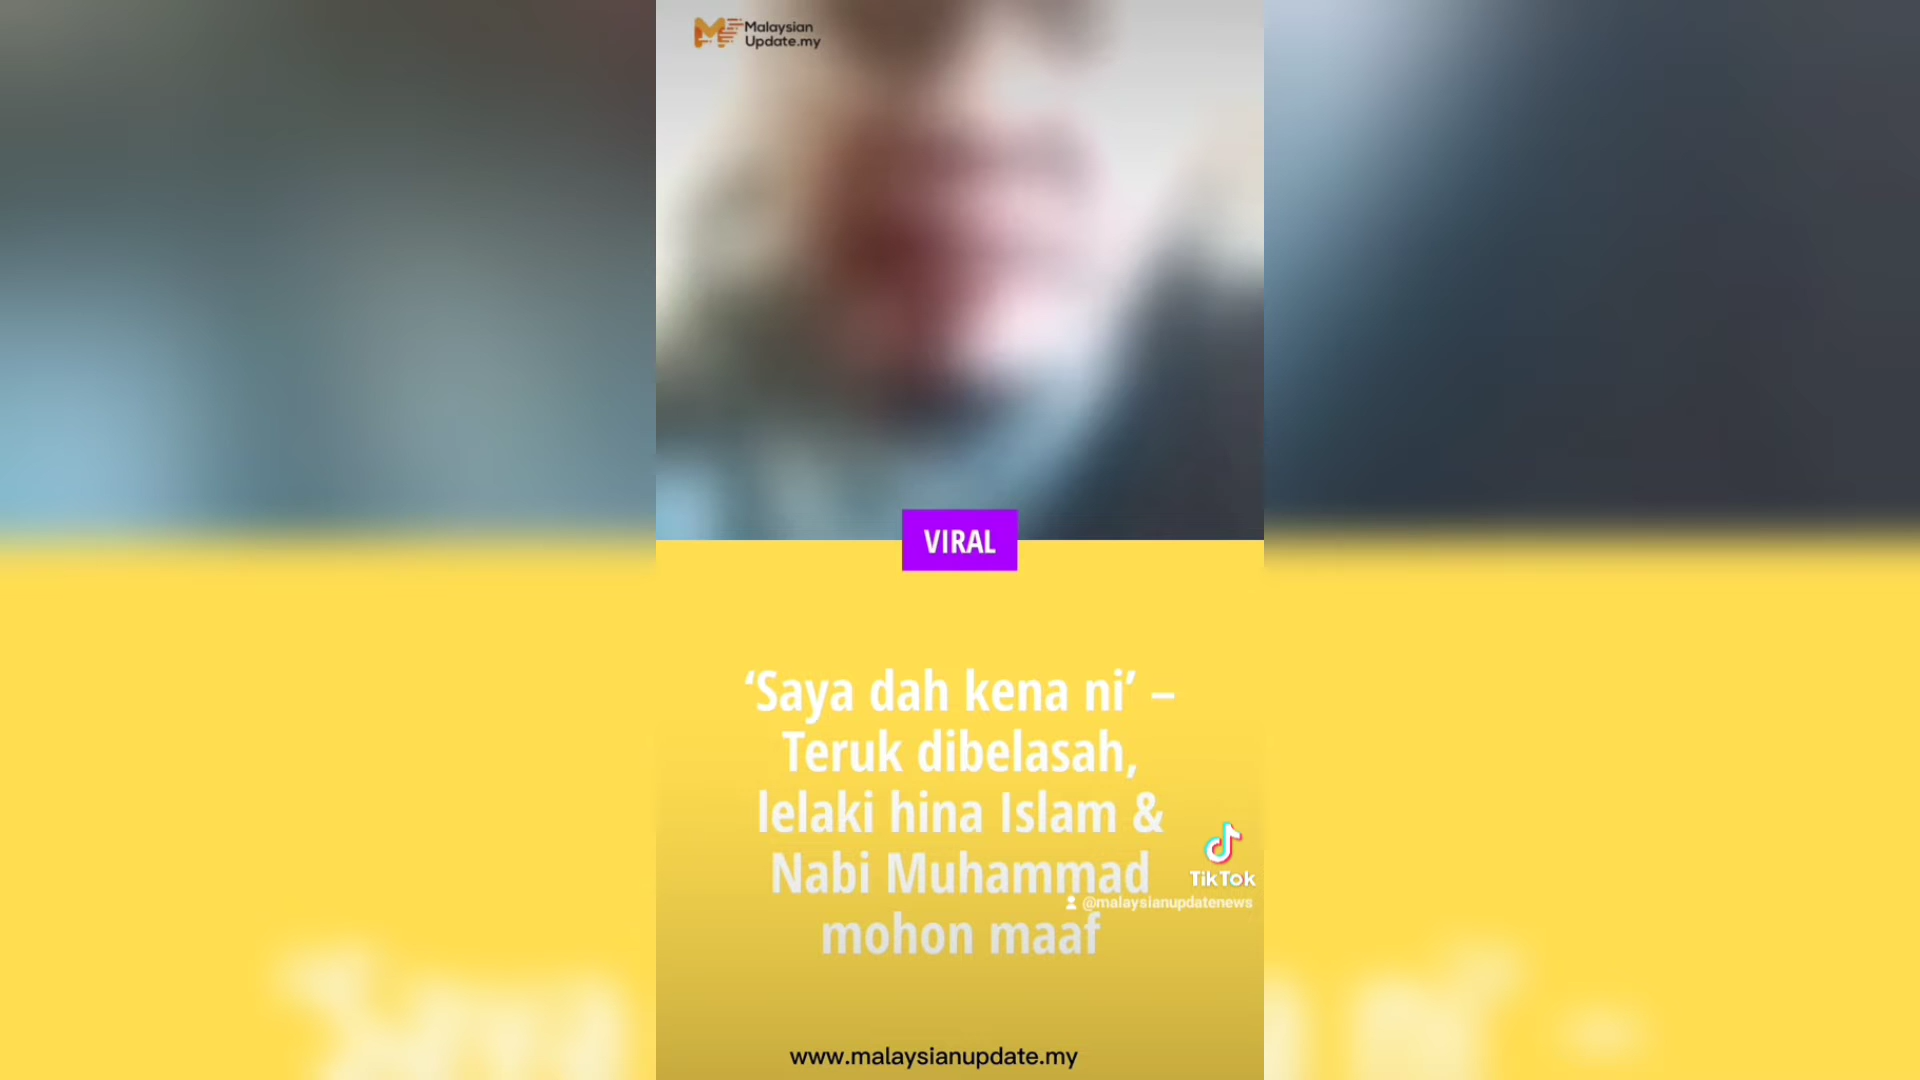 Malaysian
Update.my
VIRAL
‘Saya dah kena ni’ –
Teruk dibelasah,
lelaki hina Islam &
Nabi Muhammad
mohon maaf
TikTok
@malaysianupdatenews
www.malaysianupdate.my